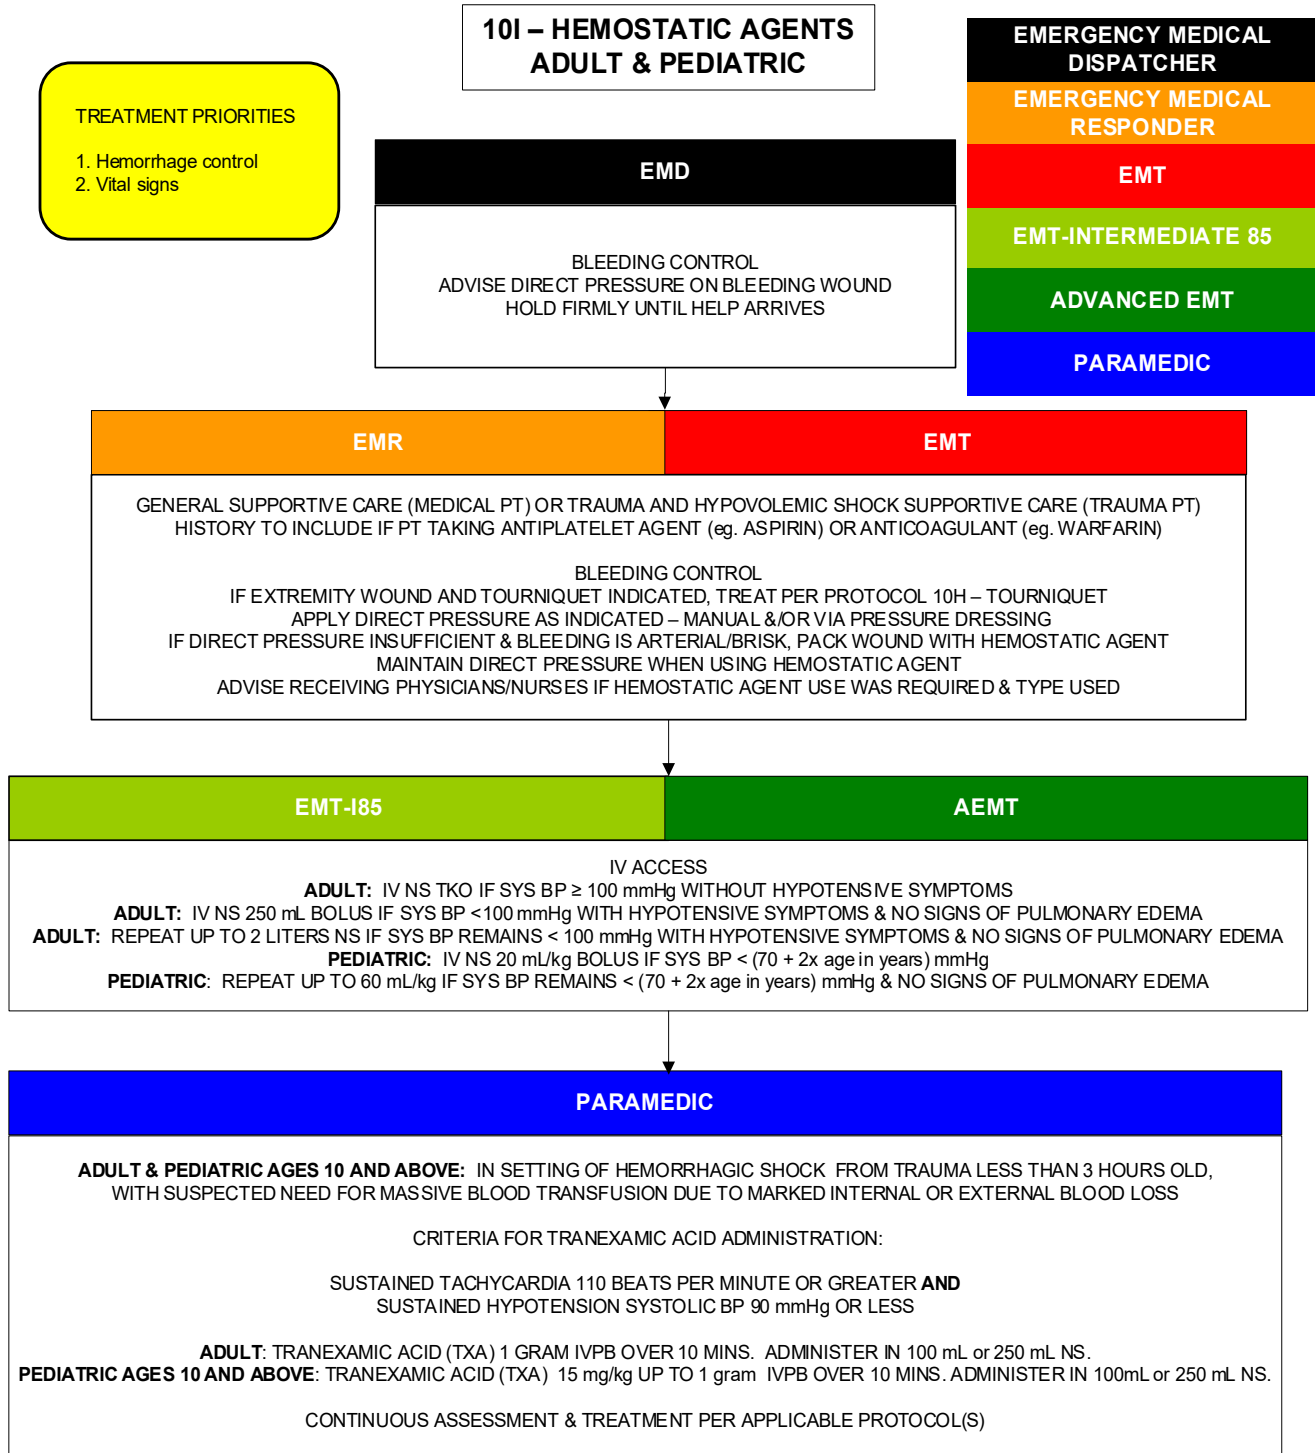 10I – HEMOSTATIC AGENTS
ADULT & PEDIATRIC
EMERGENCY MEDICAL
DISPATCHER
EMERGENCY MEDICAL
RESPONDER
EMT
EMT-INTERMEDIATE 85
ADVANCED EMT
PARAMEDIC
TREATMENT PRIORITIES
1. Hemorrhage control
2. Vital signs
EMD
BLEEDING CONTROL
ADVISE DIRECT PRESSURE ON BLEEDING WOUND
HOLD FIRMLY UNTIL HELP ARRIVES
EMR
EMT
GENERAL SUPPORTIVE CARE (MEDICAL PT) OR TRAUMA AND HYPOVOLEMIC SHOCK SUPPORTIVE CARE (TRAUMA PT)
HISTORY TO INCLUDE IF PT TAKING ANTIPLATELET AGENT (eg. ASPIRIN) OR ANTICOAGULANT (eg. WARFARIN)
BLEEDING CONTROL
IF EXTREMITY WOUND AND TOURNIQUET INDICATED, TREAT PER PROTOCOL 10H – TOURNIQUET
APPLY DIRECT PRESSURE AS INDICATED – MANUAL &/OR VIA PRESSURE DRESSING
IF DIRECT PRESSURE INSUFFICIENT & BLEEDING IS ARTERIAL/BRISK, PACK WOUND WITH HEMOSTATIC AGENT
MAINTAIN DIRECT PRESSURE WHEN USING HEMOSTATIC AGENT
ADVISE RECEIVING PHYSICIANS/NURSES IF HEMOSTATIC AGENT USE WAS REQUIRED & TYPE USED
EMT-I85
AEMT
IV ACCESS
ADULT: IV NS TKO IF SYS BP ≥ 100 mmHg WITHOUT HYPOTENSIVE SYMPTOMS
ADULT: IV NS 250 mL BOLUS IF SYS BP <100 mmHg WITH HYPOTENSIVE SYMPTOMS & NO SIGNS OF PULMONARY EDEMA
ADULT: REPEAT UP TO 2 LITERS NS IF SYS BP REMAINS < 100 mmHg WITH HYPOTENSIVE SYMPTOMS & NO SIGNS OF PULMONARY EDEMA
PEDIATRIC: IV NS 20 mL/kg BOLUS IF SYS BP < (70 + 2x age in years) mmHg
PEDIATRIC: REPEAT UP TO 60 mL/kg IF SYS BP REMAINS < (70 + 2x age in years) mmHg & NO SIGNS OF PULMONARY EDEMA
PARAMEDIC
ADULT & PEDIATRIC AGES 10 AND ABOVE: IN SETTING OF HEMORRHAGIC SHOCK FROM TRAUMA LESS THAN 3 HOURS OLD,
WITH SUSPECTED NEED FOR MASSIVE BLOOD TRANSFUSION DUE TO MARKED INTERNAL OR EXTERNAL BLOOD LOSS
CRITERIA FOR TRANEXAMIC ACID ADMINISTRATION:
SUSTAINED TACHYCARDIA 110 BEATS PER MINUTE OR GREATER AND
SUSTAINED HYPOTENSION SYSTOLIC BP 90 mmHg OR LESS
ADULT: TRANEXAMIC ACID (TXA) 1 GRAM IVPB OVER 10 MINS. ADMINISTER IN 100 mL or 250 mL NS.
PEDIATRIC AGES 10 AND ABOVE: TRANEXAMIC ACID (TXA) 15 mg/kg UP TO 1 gram IVPB OVER 10 MINS. ADMINISTER IN 100mL or 250 mL NS.
CONTINUOUS ASSESSMENT & TREATMENT PER APPLICABLE PROTOCOL(S)